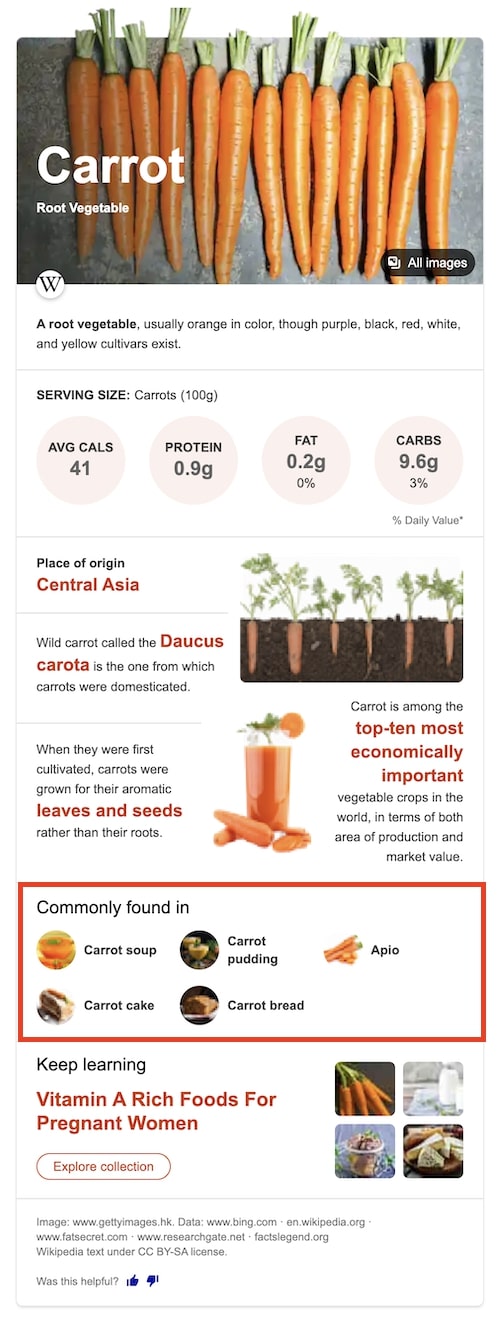 Carrot
Root Vegetable
All images
W
A root vegetable, usually orange in color, though purple, black, red, white,
and yellow cultivars exist.
SERVING SIZE: Carrots (100g)
AVG CALS
41
PROTEIN
0.9g
FAT
0.2g
0%
CARBS
9.6g
3%
% Daily Value*
Place of origin
Central Asia
Wild carrot called the Daucus
carota is the one from which
carrots were domesticated.
Carrot is among the
top-ten most
economically
important
vegetable crops in the
world, in terms of both
area of production and
market value.
When they were first
cultivated, carrots were
grown for their aromatic
leaves and seeds
rather than their roots.
Commonly found in
Carrot soup
Carrot
pudding
Apio
Carrot cake
Carrot bread
Keep learning
Vitamin A Rich Foods For
Pregnant Women
Explore collection
Image: www.gettyimages.hk. Data: www.bing.com · en.wikipedia.org ·
www.fatsecret.com · www.researchgate.net · factslegend.org
Wikipedia text under CC BY-SA license.
Was this helpful?